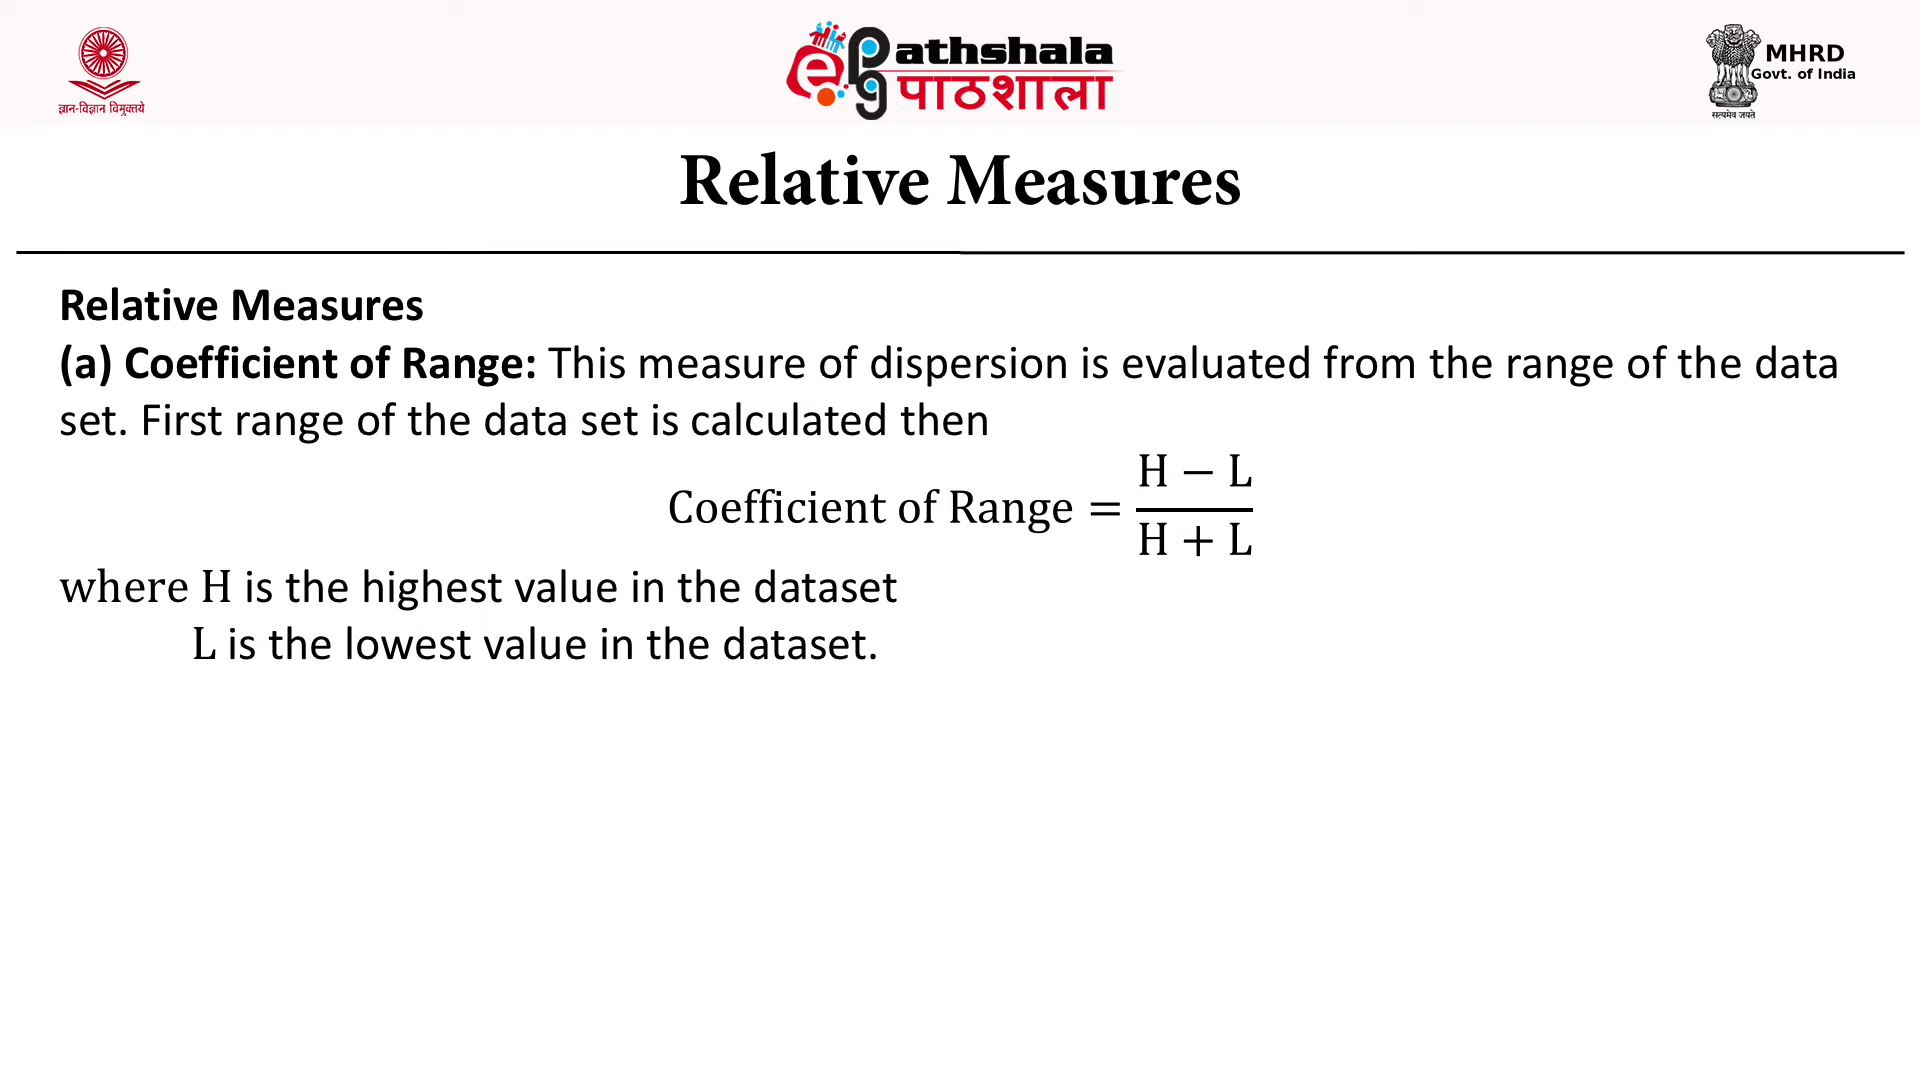 ज्ञान-विज्ञान विमुक्तये
ePG Pathshala
पाठशाला
MHRD
Govt. of India
सत्यमेव जयते
Relative Measures
Relative Measures
(a) Coefficient of Range: This measure of dispersion is evaluated from the range of the data
set. First range of the data set is calculated then
Coefficient of Range = (H − L) / (H + L)
where H is the highest value in the dataset
L is the lowest value in the dataset.